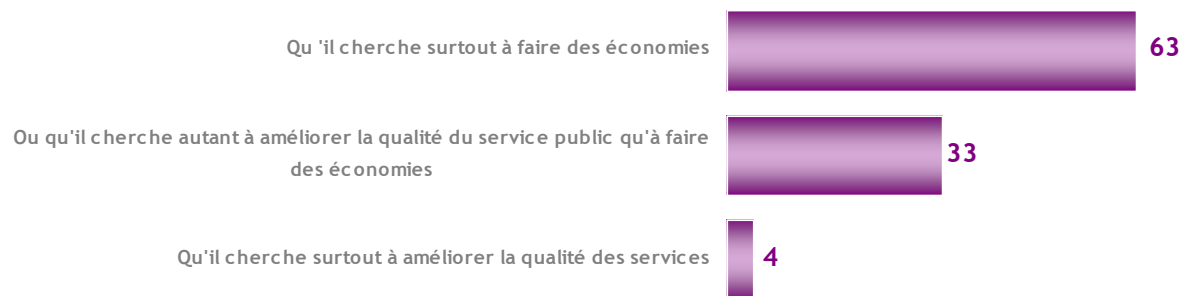 Qu 'il cherche surtout à faire des économies
63
Ou qu'il cherche autant à améliorer la qualité du service public qu'à faire
des économies
33
Qu'il cherche surtout à améliorer la qualité des services
4